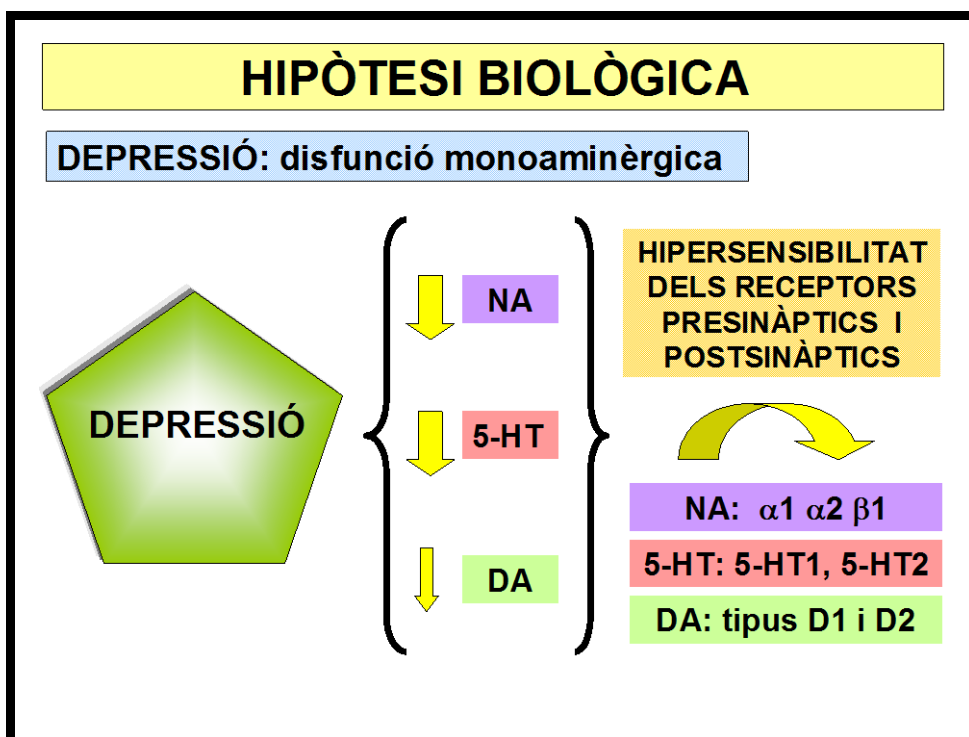 HIPÒTESI BIOLÒGICA
DEPRESSIÓ: disfunció monoaminèrgica
DEPRESSIÓ
NA
5-HT
DA
HIPERSENSIBILITAT
DELS RECEPTORS
PRESINÀPTICS I
POSTSINÀPTICS
NA: α1 α2 β1
5-HT: 5-HT1, 5-HT2
DA: tipus D1 i D2